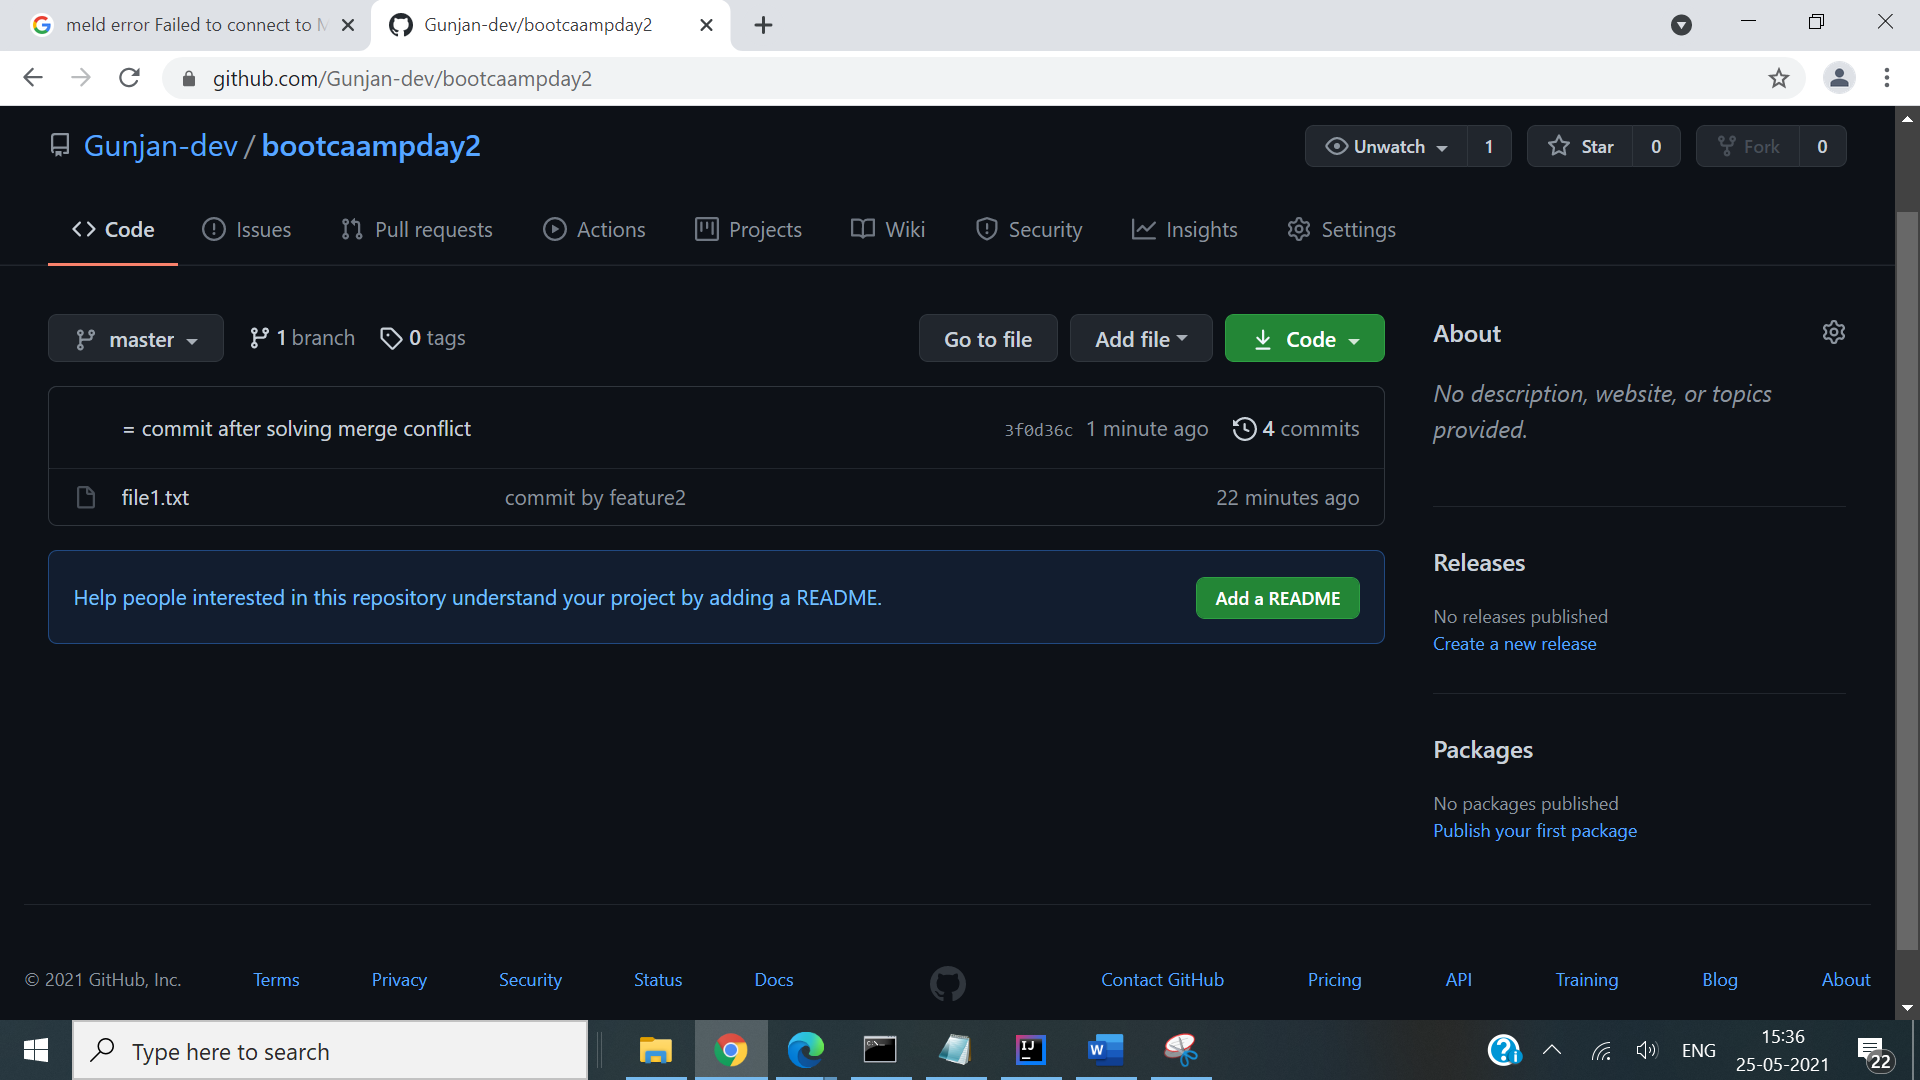 meld error Failed to connect to M
Gunjan-dev/bootcaampday2
github.com/Gunjan-dev/bootcaampday2
Gunjan-dev / bootcaampday2
Unwatch 1
Star 0
Fork 0
Code Issues Pull requests Actions Projects Wiki Security Insights Settings
master 1 branch 0 tags
Go to file Add file Code
= commit after solving merge conflict 3f0d36c 1 minute ago 4 commits
file1.txt commit by feature2 22 minutes ago
Help people interested in this repository understand your project by adding a README. Add a README
About
No description, website, or topics
provided.
Releases
No releases published
Create a new release
Packages
No packages published
Publish your first package
© 2021 GitHub, Inc. Terms Privacy Security Status Docs Contact GitHub Pricing API Training Blog About
Type here to search
IJ
W
ENG
15:36
25-05-2021
22